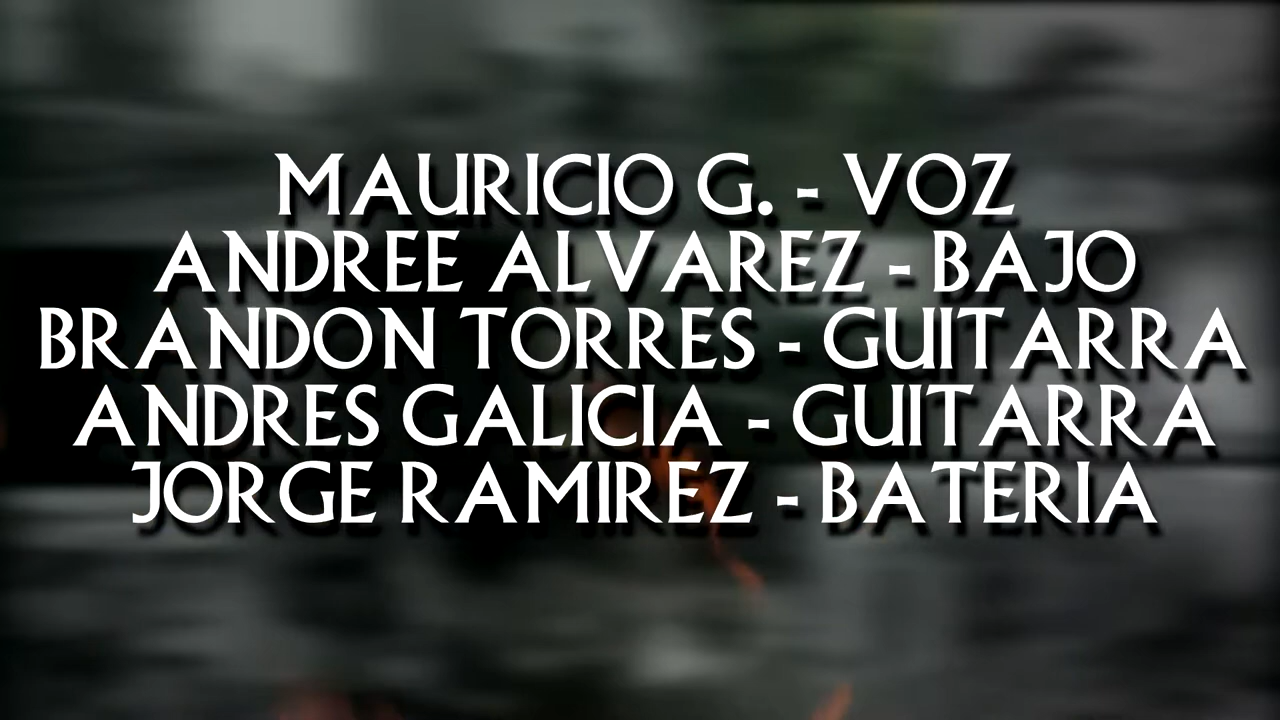 MAURICIO G. - VOZ
ANDREE ALVAREZ - BAJO
BRANDON TORRES - GUITARRA
ANDRES GALICIA - GUITARRA
JORGE RAMIREZ - BATERIA